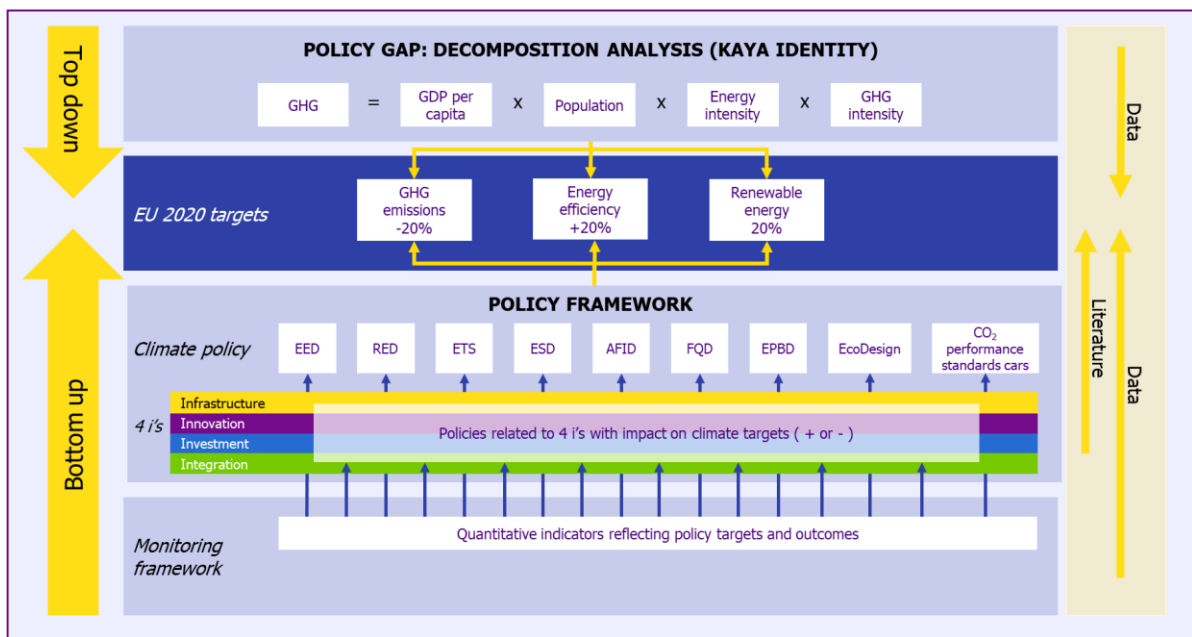 Top down
POLICY GAP: DECOMPOSITION ANALYSIS (KAYA IDENTITY)
GHG
=
GDP per
capita
x
Population
x
Energy
intensity
x
GHG
intensity
Data
EU 2020 targets
GHG
emissions
-20%
Energy
efficiency
+20%
Renewable
energy
20%
Bottom up
POLICY FRAMEWORK
Climate policy
EED
RED
ETS
ESD
AFID
FQD
EPBD
EcoDesign
CO₂
performance
standards cars
4 i's
Infrastructure
Innovation
Investment
Integration
Policies related to 4 i's with impact on climate targets ( + or - )
Literature
Data
Monitoring
framework
Quantitative indicators reflecting policy targets and outcomes